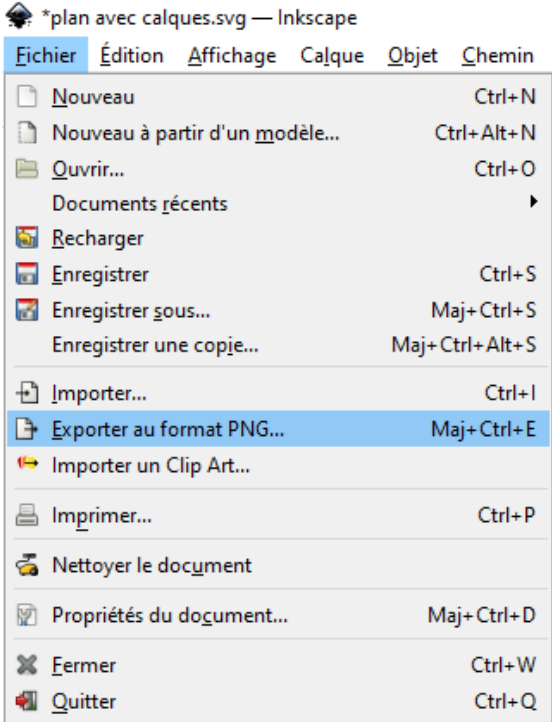 *plan avec calques.svg — Inkscape
Fichier Édition Affichage Calque Objet Chemin
Nouveau Ctrl+N
Nouveau à partir d'un modèle... Ctrl+Alt+N
Ouvrir... Ctrl+O
Documents récents
Recharger
Enregistrer Ctrl+S
Enregistrer sous... Maj+Ctrl+S
Enregistrer une copie... Maj+Ctrl+Alt+S
Importer... Ctrl+I
Exporter au format PNG... Maj+Ctrl+E
Importer un Clip Art...
Imprimer... Ctrl+P
Nettoyer le document
Propriétés du document... Maj+Ctrl+D
Fermer Ctrl+W
Quitter Ctrl+Q